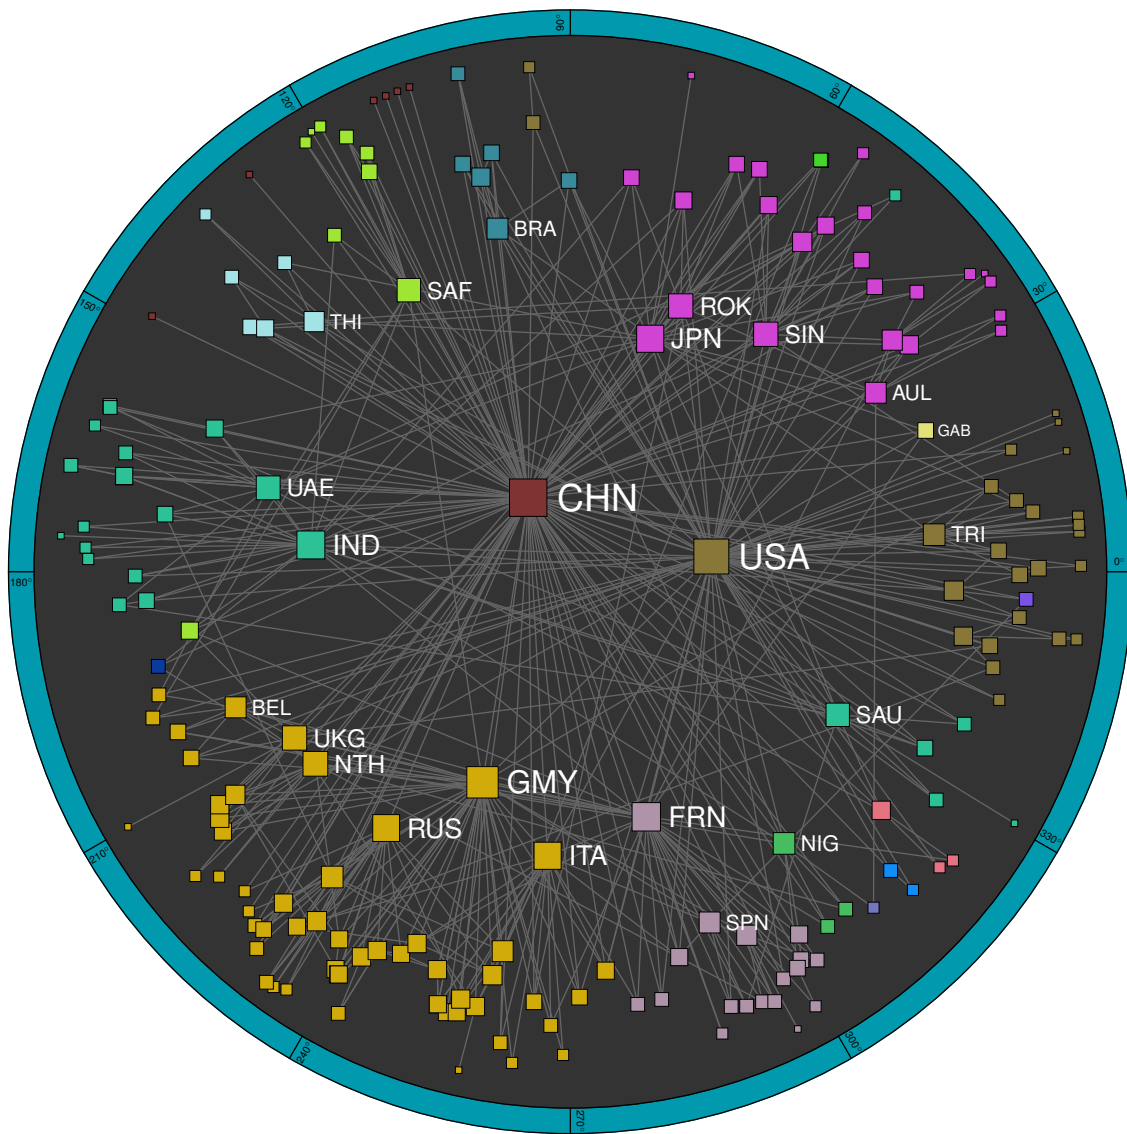 90°
120°
60°
BRA
SAF
150°
30°
THI
ROK
JPN
SIN
AUL
GAB
UAE
CHN
IND
USA
TRI
180°
0°
BEL
SAU
UKG
NTH
GMY
FRN
RUS
NIG
ITA
210°
330°
SPN
240°
300°
270°